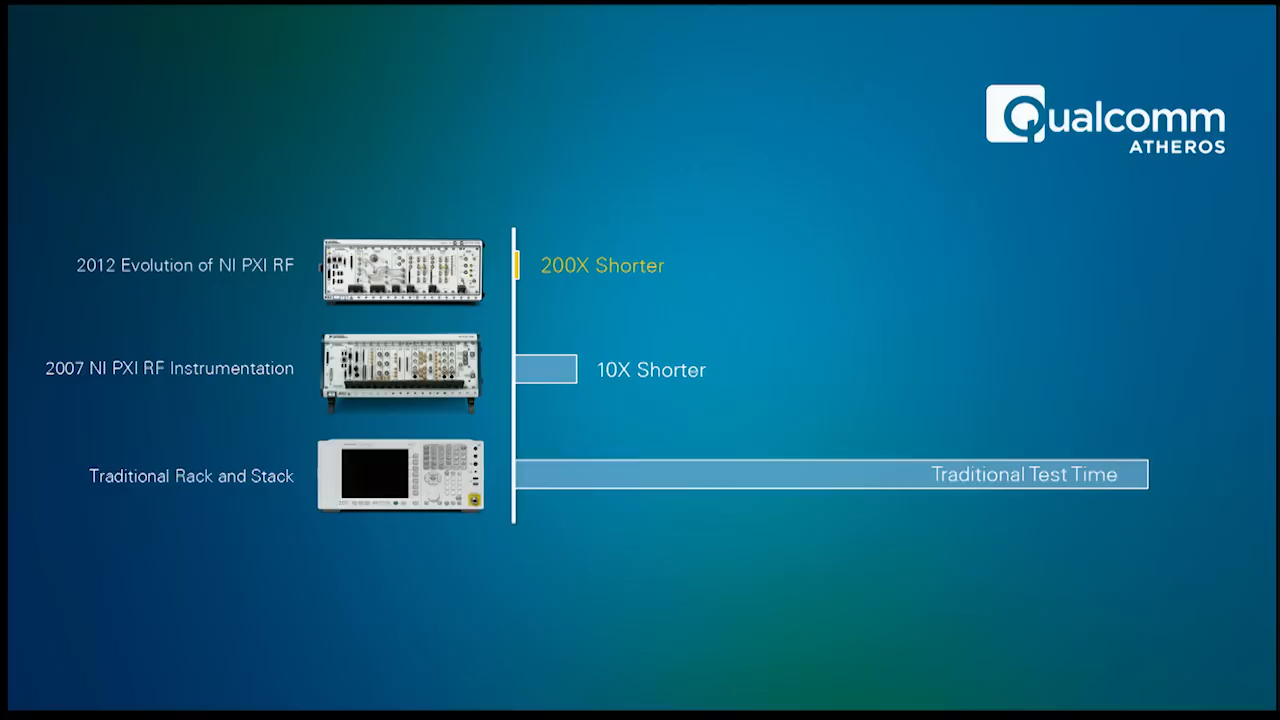 Qualcomm
ATHEROS
2012 Evolution of NI PXI RF
200X Shorter
2007 NI PXI RF Instrumentation
10X Shorter
Traditional Rack and Stack
Traditional Test Time